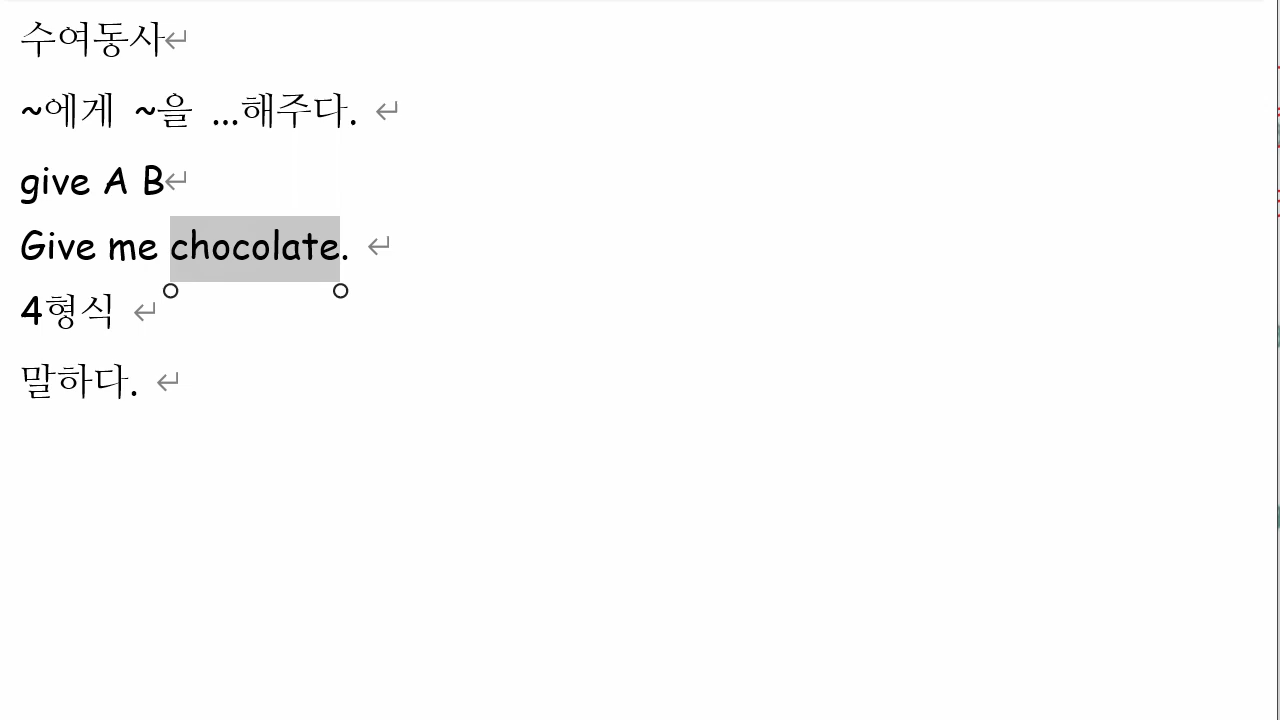 수여동사
~에게 ~을 ...해주다.
give A B
Give me chocolate.
4형식
말하다.